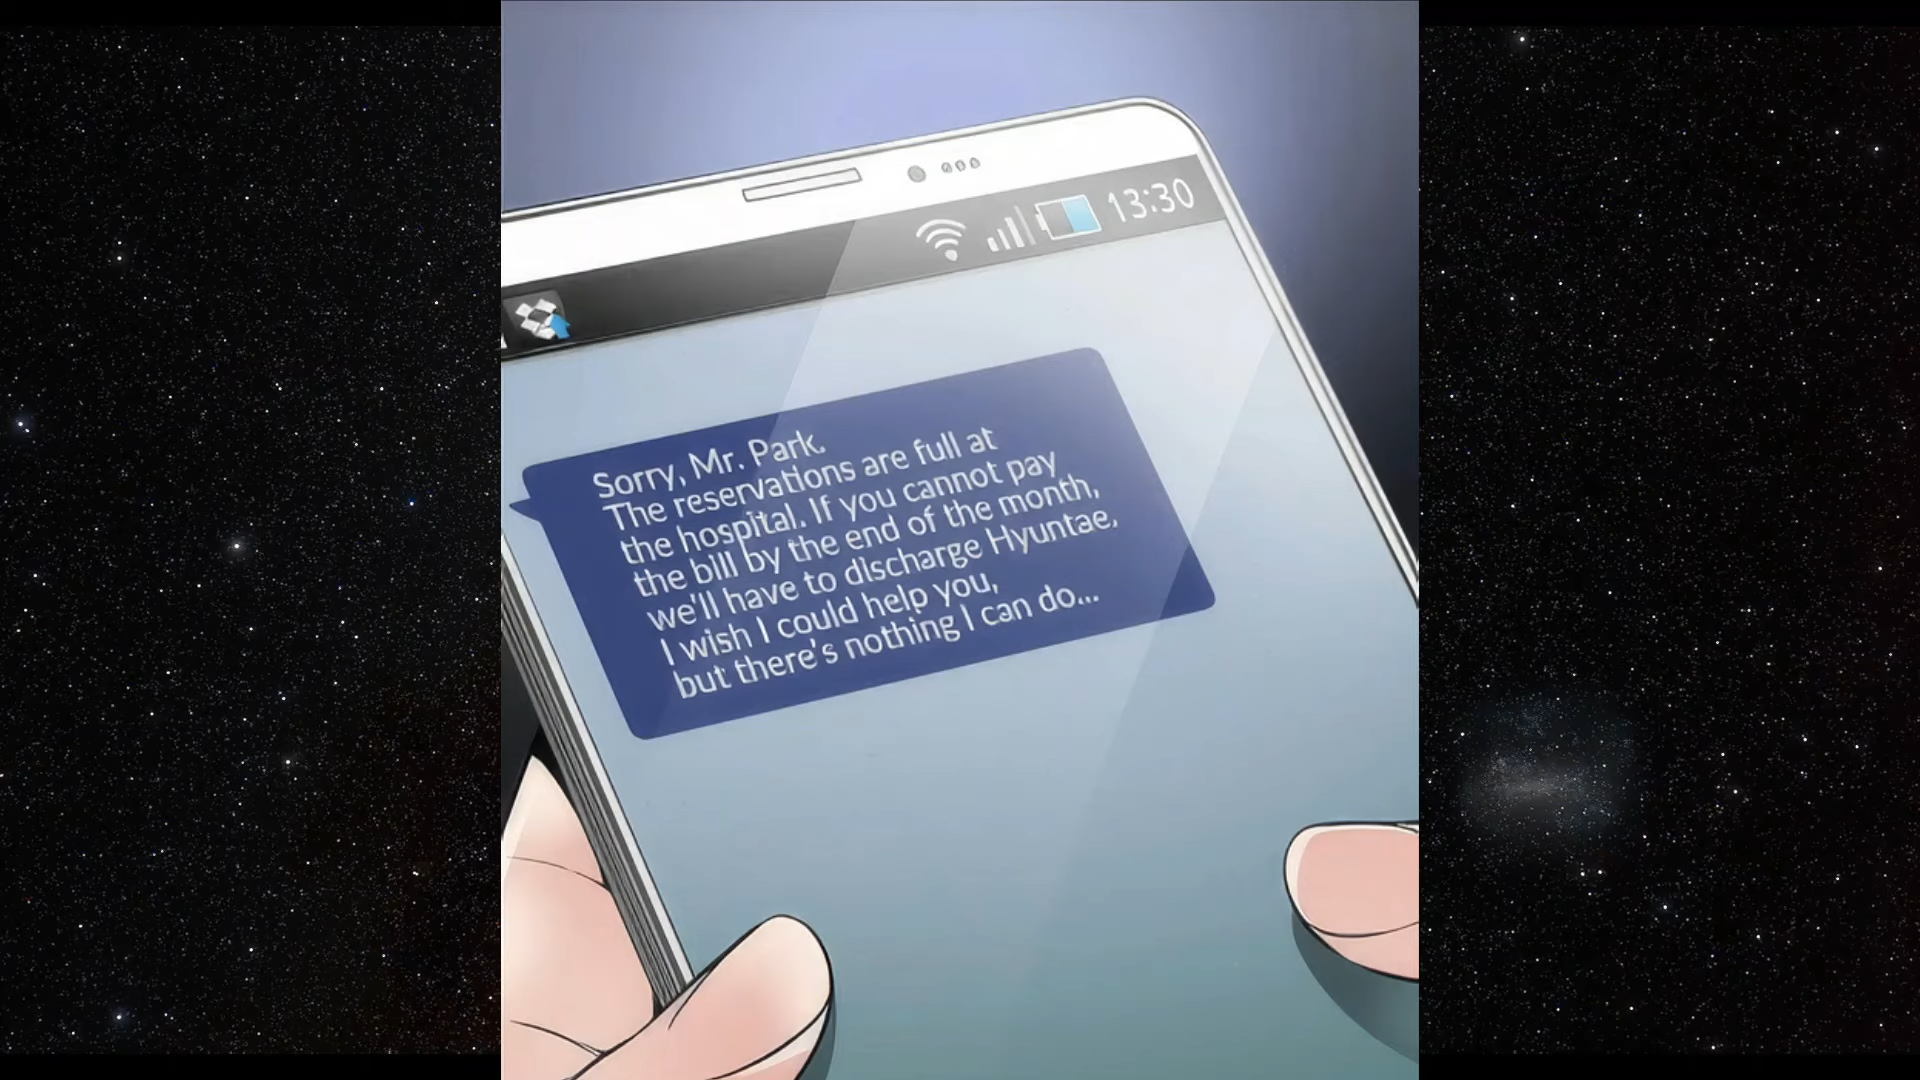 13:30
Sorry, Mr. Park.
The reservations are full at
the hospital. If you cannot pay
the bill by the end of the month,
we'll have to discharge Hyuntae,
I wish I could help you,
but there's nothing I can do...